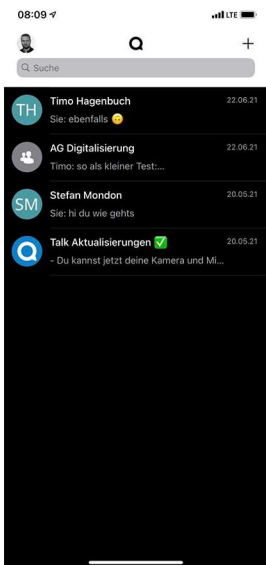 08:09
LTE
Suche
TH
Timo Hagenbuch
22.06.21
Sie: ebenfalls 😊
AG Digitalisierung
22.06.21
Timo: so als kleiner Test:...
SM
Stefan Mondon
20.05.21
Sie: hi du wie gehts
Talk Aktualisierungen ✅
20.05.21
- Du kannst jetzt deine Kamera und Mi...